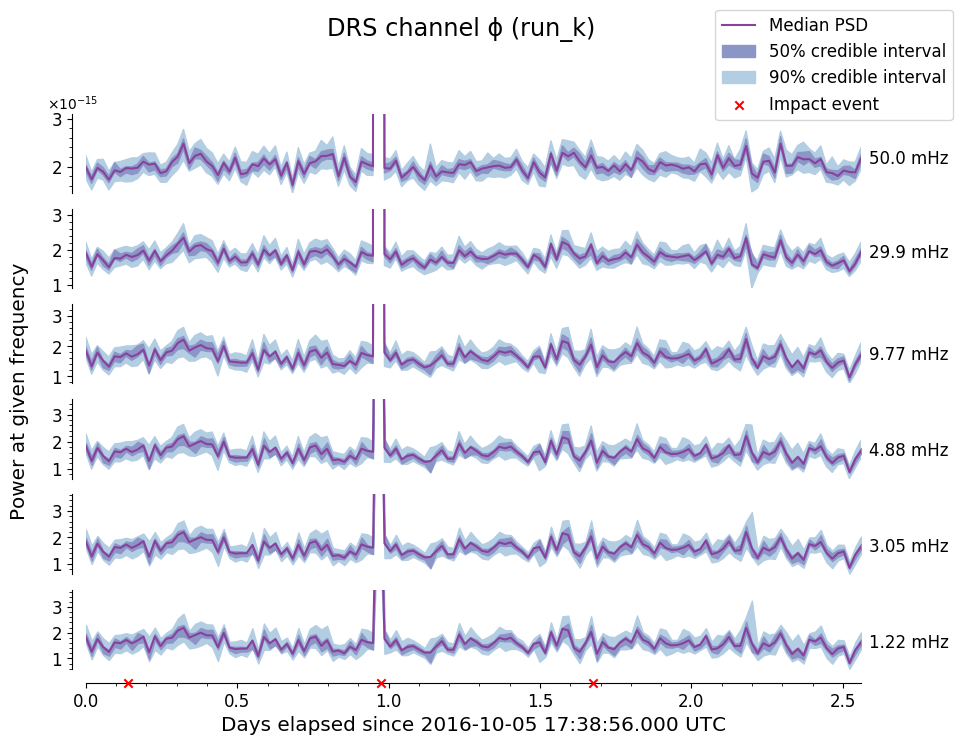 DRS channel ϕ (run_k)
Median PSD
50% credible interval
90% credible interval
Impact event
×10⁻¹⁵
3
2
50.0 mHz
3
2
1
29.9 mHz
3
2
1
9.77 mHz
3
2
1
4.88 mHz
3
2
1
3.05 mHz
3
2
1
1.22 mHz
Power at given frequency
0.0 0.5 1.0 1.5 2.0 2.5
Days elapsed since 2016-10-05 17:38:56.000 UTC